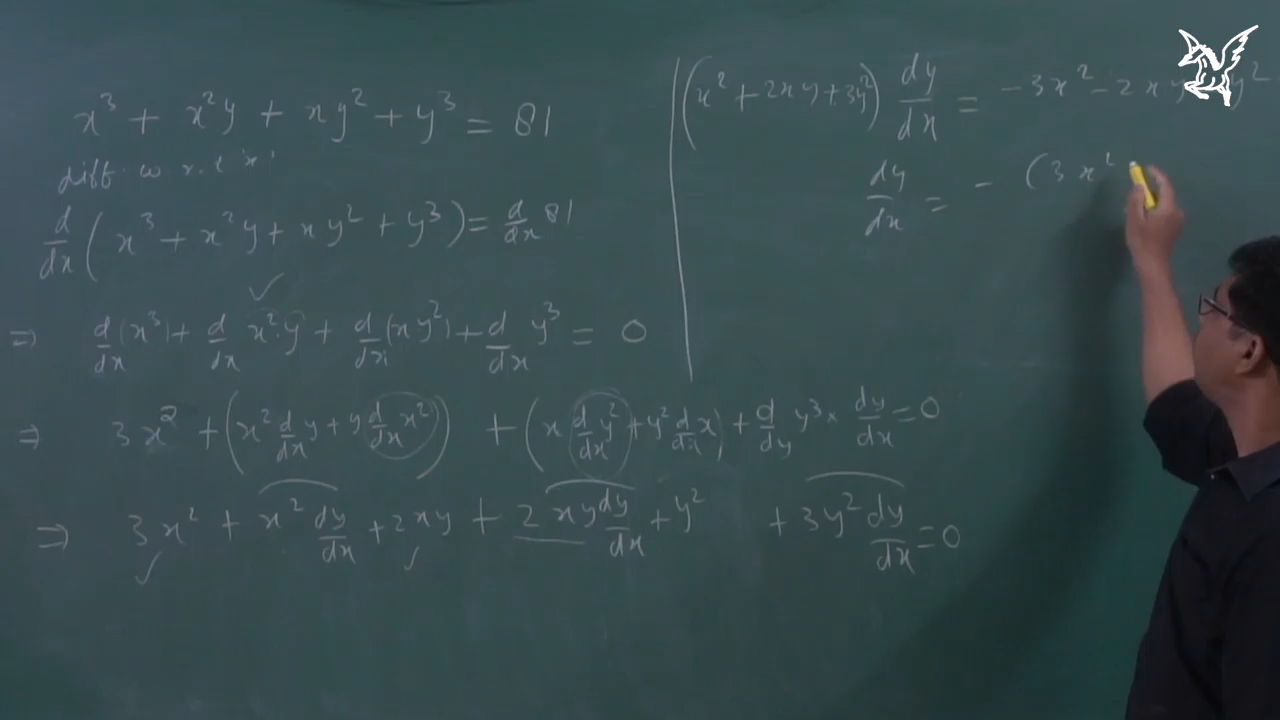 x³ + x²y + xy² + y³ = 81
diff. w.r.t 'x'
d/dx (x³ + x²y + xy² + y³) = d/dx 81
⇒ d/dx (x³) + d/dx x²·y + d/dx (xy²) + d/dx y³ = 0
⇒ 3x² + (x² d/dx y + y d/dx x²) + (x d/dx y² + y² d/dx x) + d/dy y³ × dy/dx = 0
⇒ 3x² + x² dy/dx + 2xy + 2xy dy/dx + y² + 3y² dy/dx = 0
(x² + 2xy + 3y²) dy/dx = -3x² - 2xy y²
dy/dx = - (3x²